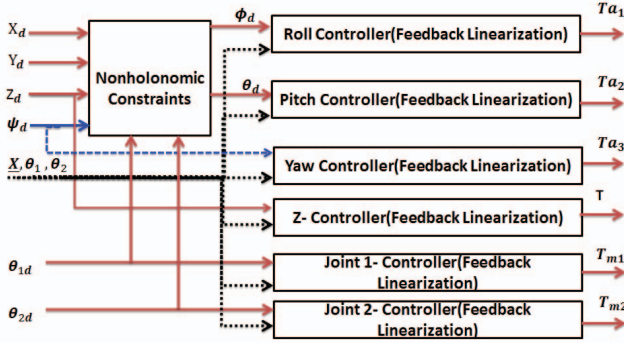 X_d
Y_d
Z_d
ψ_d
X, θ_1, θ_2
θ_1d
θ_2d
Nonholonomic
Constraints
ϕ_d
θ_d
Roll Controller(Feedback Linearization)
Ta_1
Pitch Controller(Feedback Linearization)
Ta_2
Yaw Controller(Feedback Linearization)
Ta_3
Z- Controller(Feedback Linearization)
T
Joint 1- Controller(Feedback
Linearization)
T_m1
Joint 2- Controller(Feedback
Linearization)
T_m2